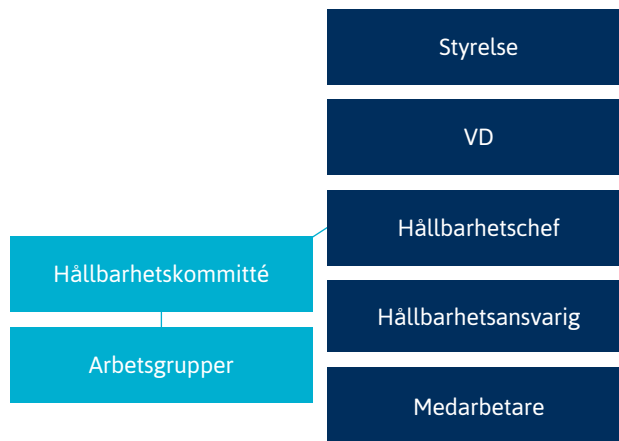 Styrelse
VD
Hållbarhetschef
Hållbarhetskommitté
Hållbarhetsansvarig
Arbetsgrupper
Medarbetare